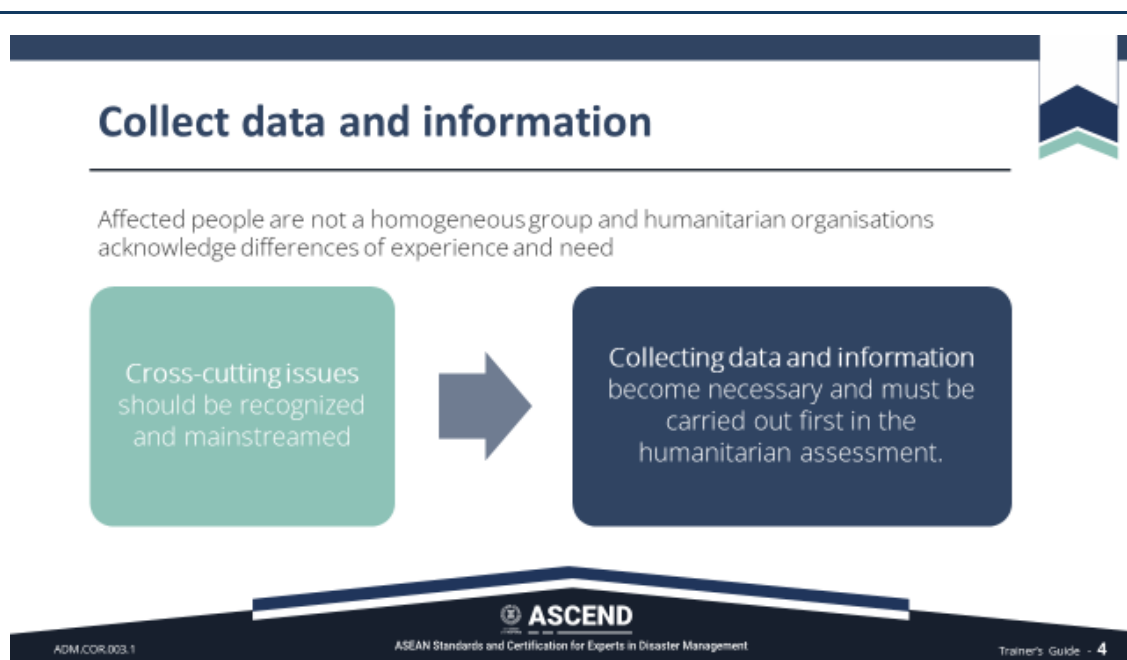 Collect data and information
Affected people are not a homogeneous group and humanitarian organisations
acknowledge differences of experience and need
Cross-cutting issues
should be recognized
and mainstreamed
Collecting data and information
become necessary and must be
carried out first in the
humanitarian assessment.
ASCEND
ADM.COR.003.1
ASEAN Standards and Certification for Experts in Disaster Management
Trainer's Guide - 4